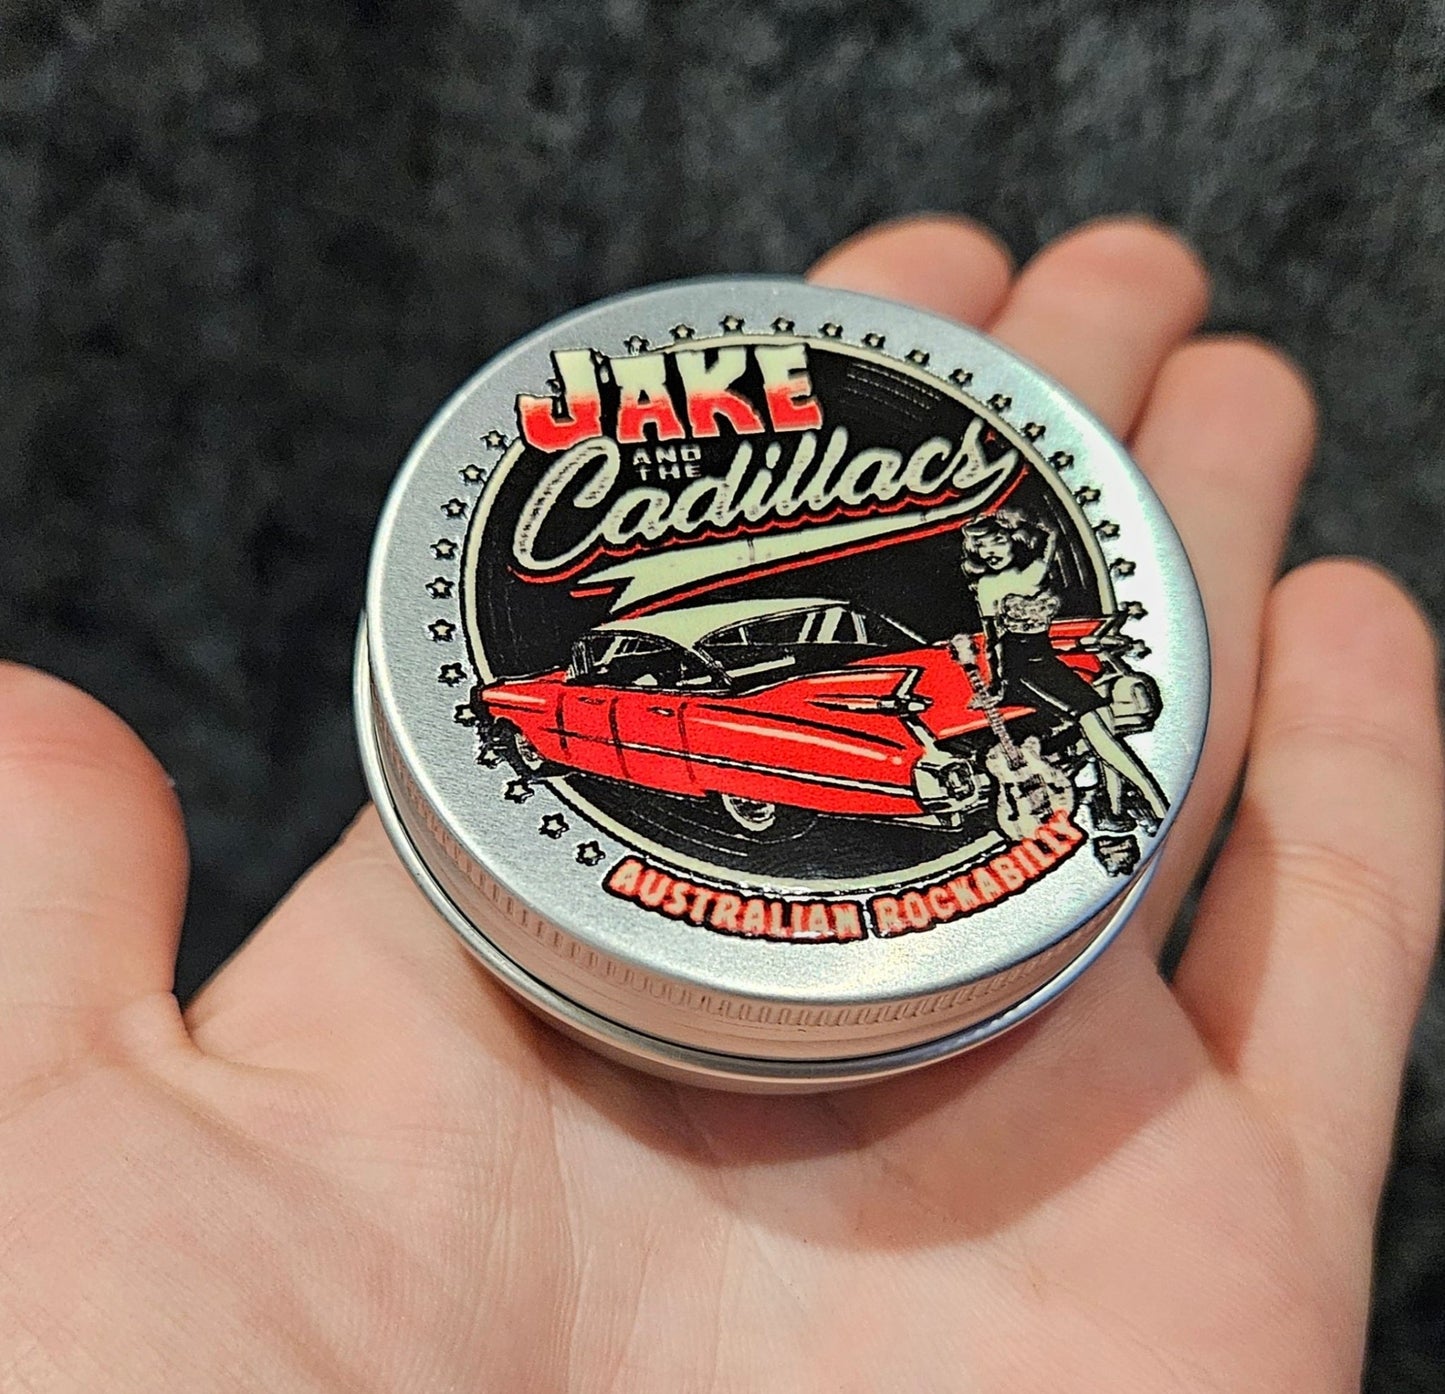 JAKE
AND
THE
Cadillacs
AUSTRALIAN ROCKABILLY